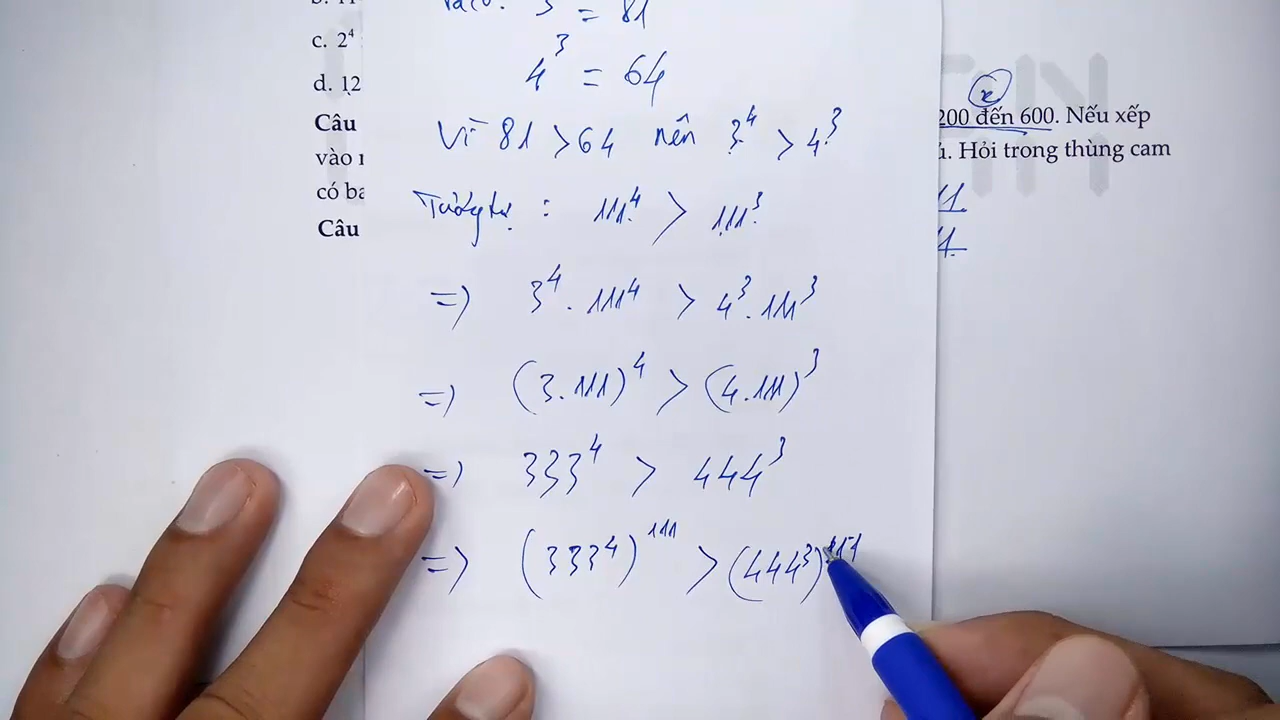 = 81
c. 2⁴
4³ = 64
d. 12
Câu
Vì 81 > 64 nên 3⁴ > 4³
200 đến 600. Nếu xếp
vào
Hỏi trong thùng cam
có
Tương tự : 111⁴ > 111³
Câu
=> 3⁴ . 111⁴ > 4³ . 111³
=> (3.111)⁴ > (4.111)³
=> 333⁴ > 444³
=> (333⁴)¹¹¹ > (444³)¹¹¹